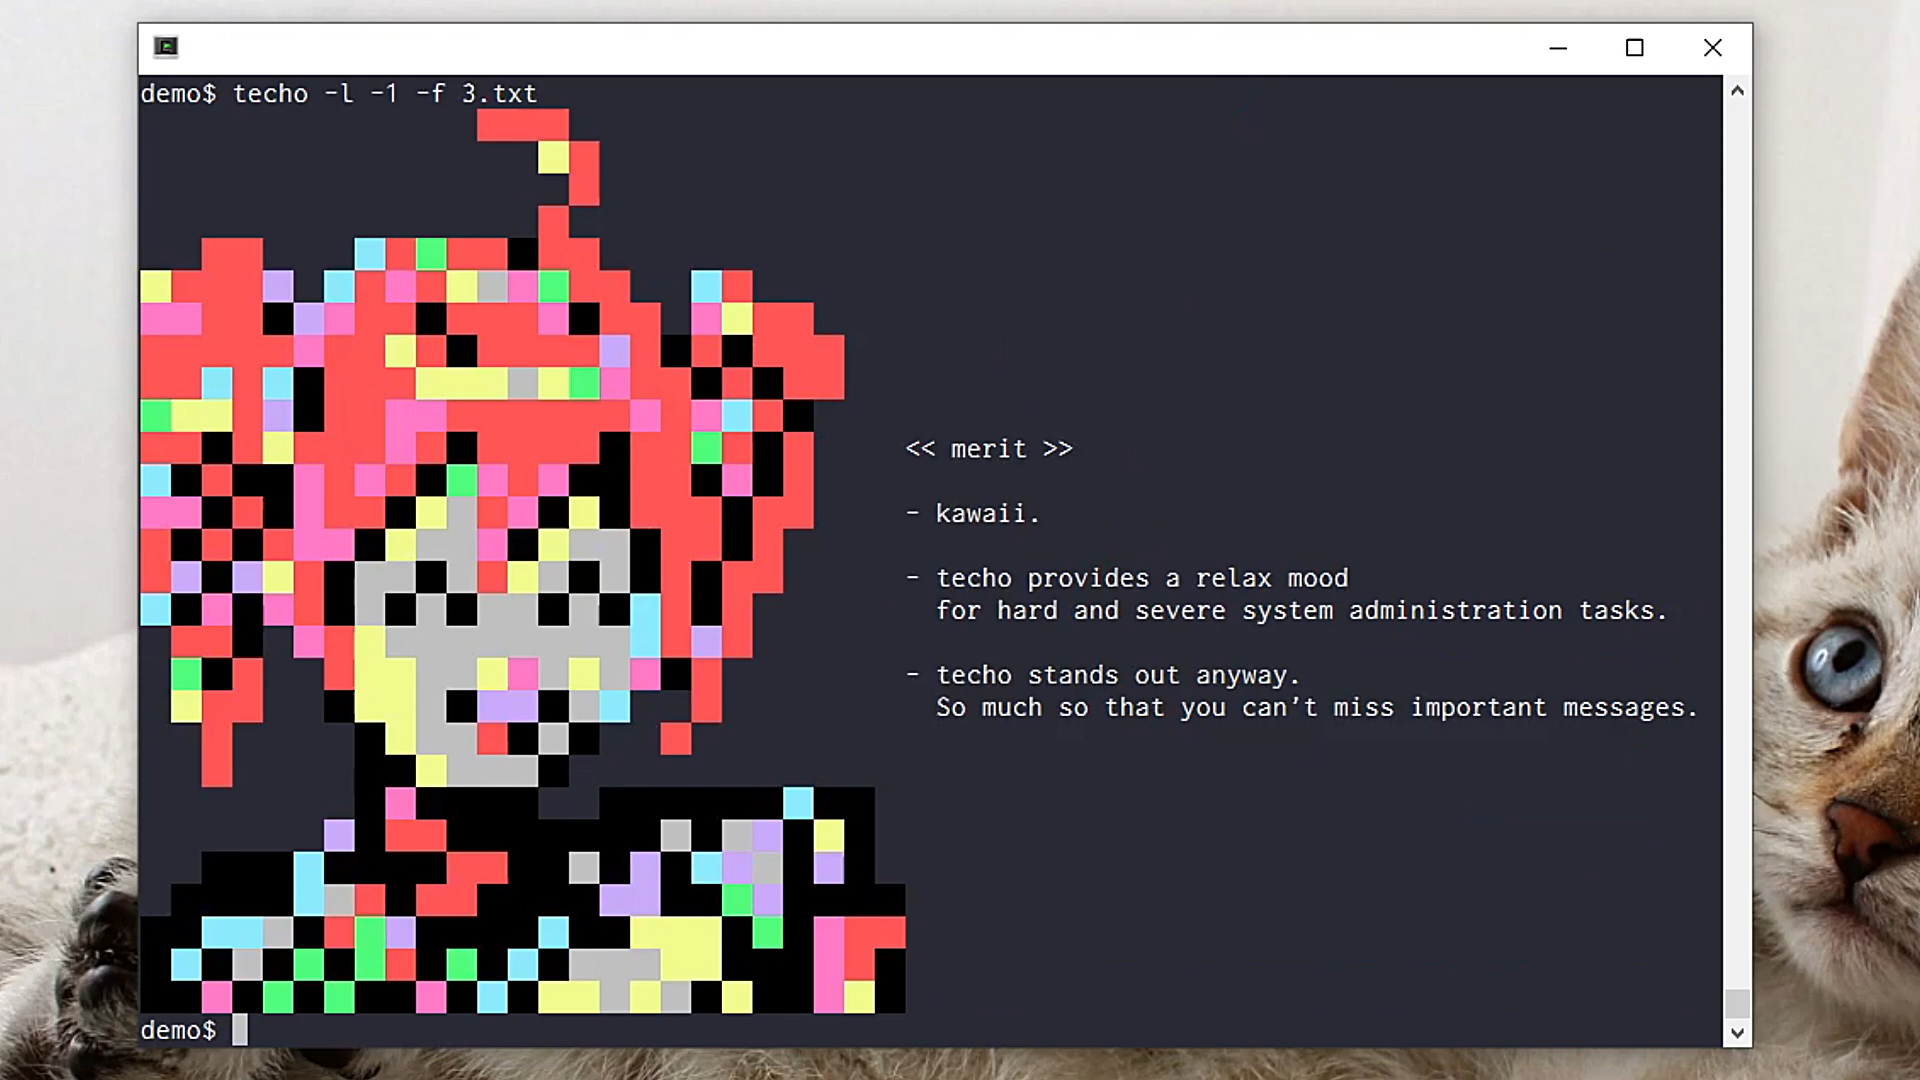 demo$ techo -l -1 -f 3.txt
<< merit >>
- kawaii.
- techo provides a relax mood
for hard and severe system administration tasks.
- techo stands out anyway.
So much so that you can't miss important messages.
demo$